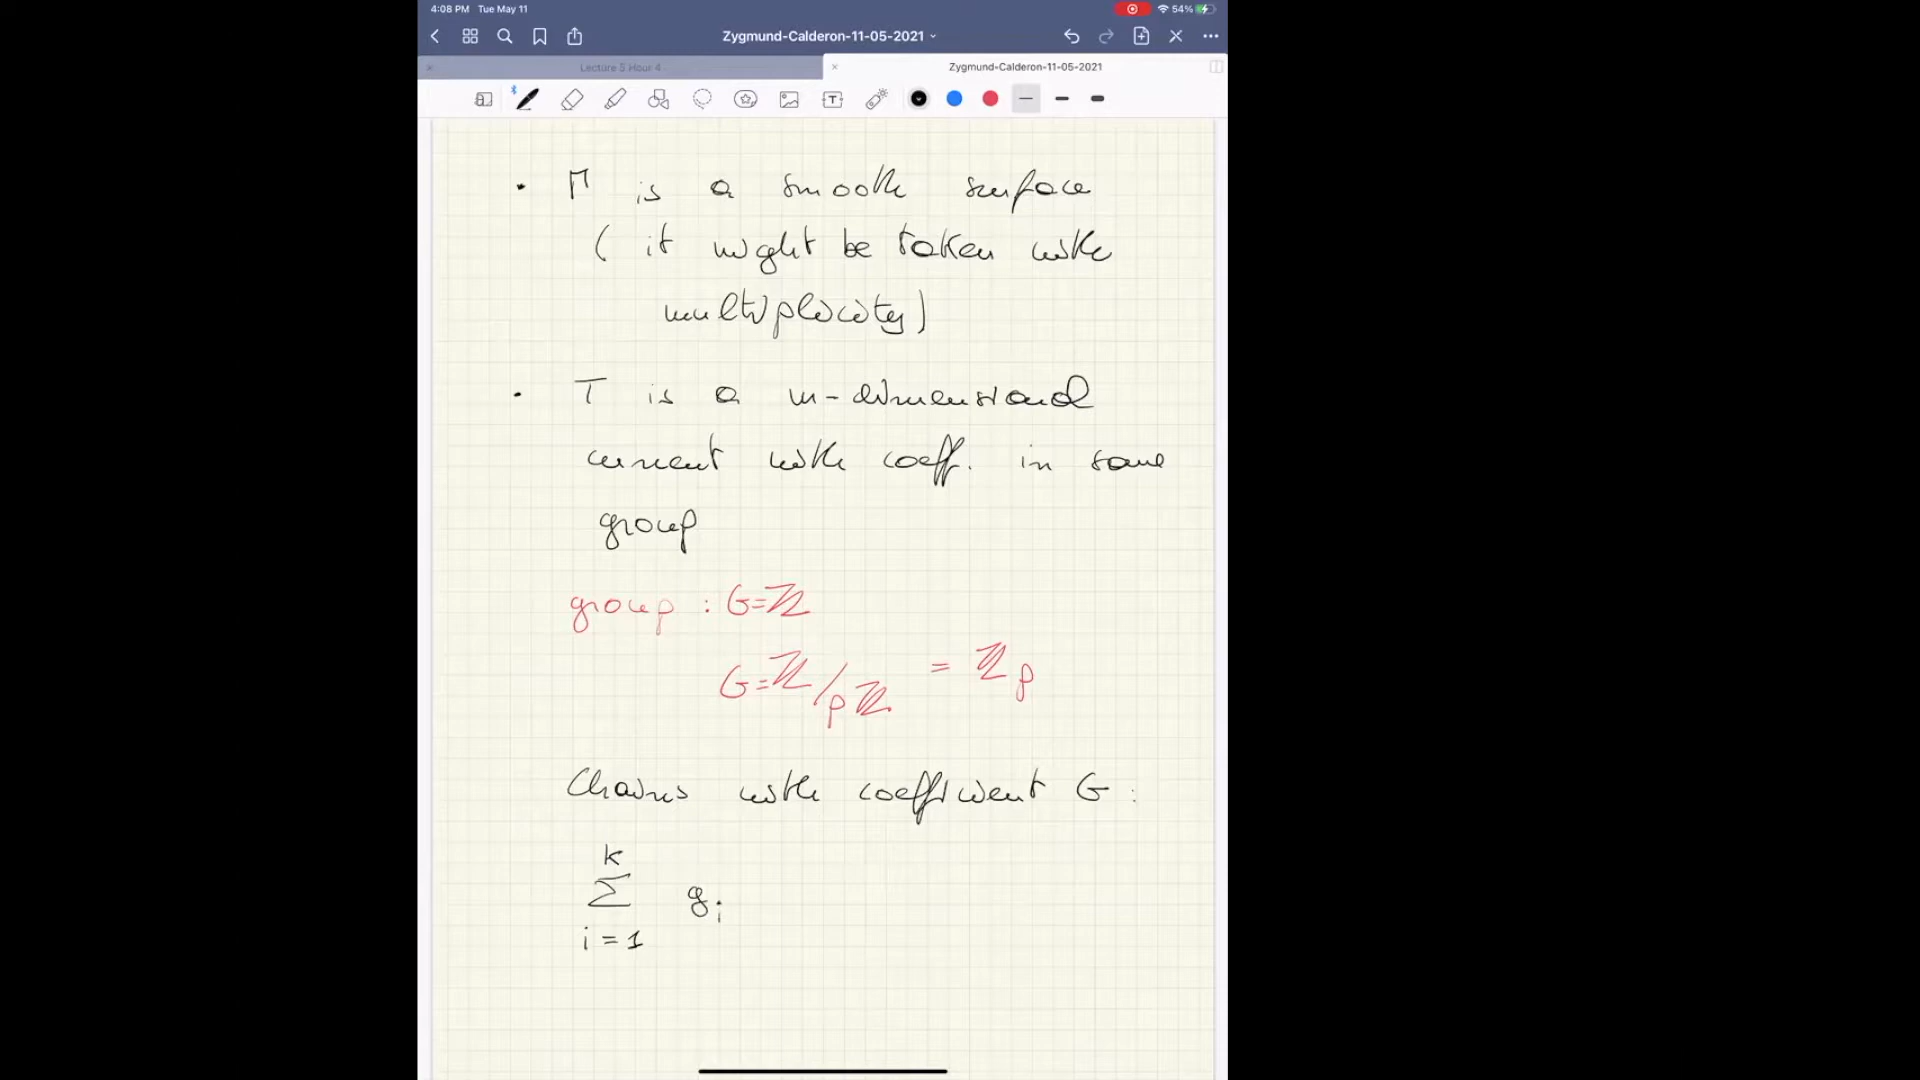 4:08 PM Tue May 11
54%
Zygmund-Calderon-11-05-2021
Lecture 5 Hour 4
Zygmund-Calderon-11-05-2021
• Γ is a smooth surface
( it might be taken with
multiplicity)
• T is a m-dimensional
current with coeff. in some
group
group : G=ℤ
G=ℤ/pℤ = ℤp
Chains with coefficient G :
k
Σ gi
i = 1